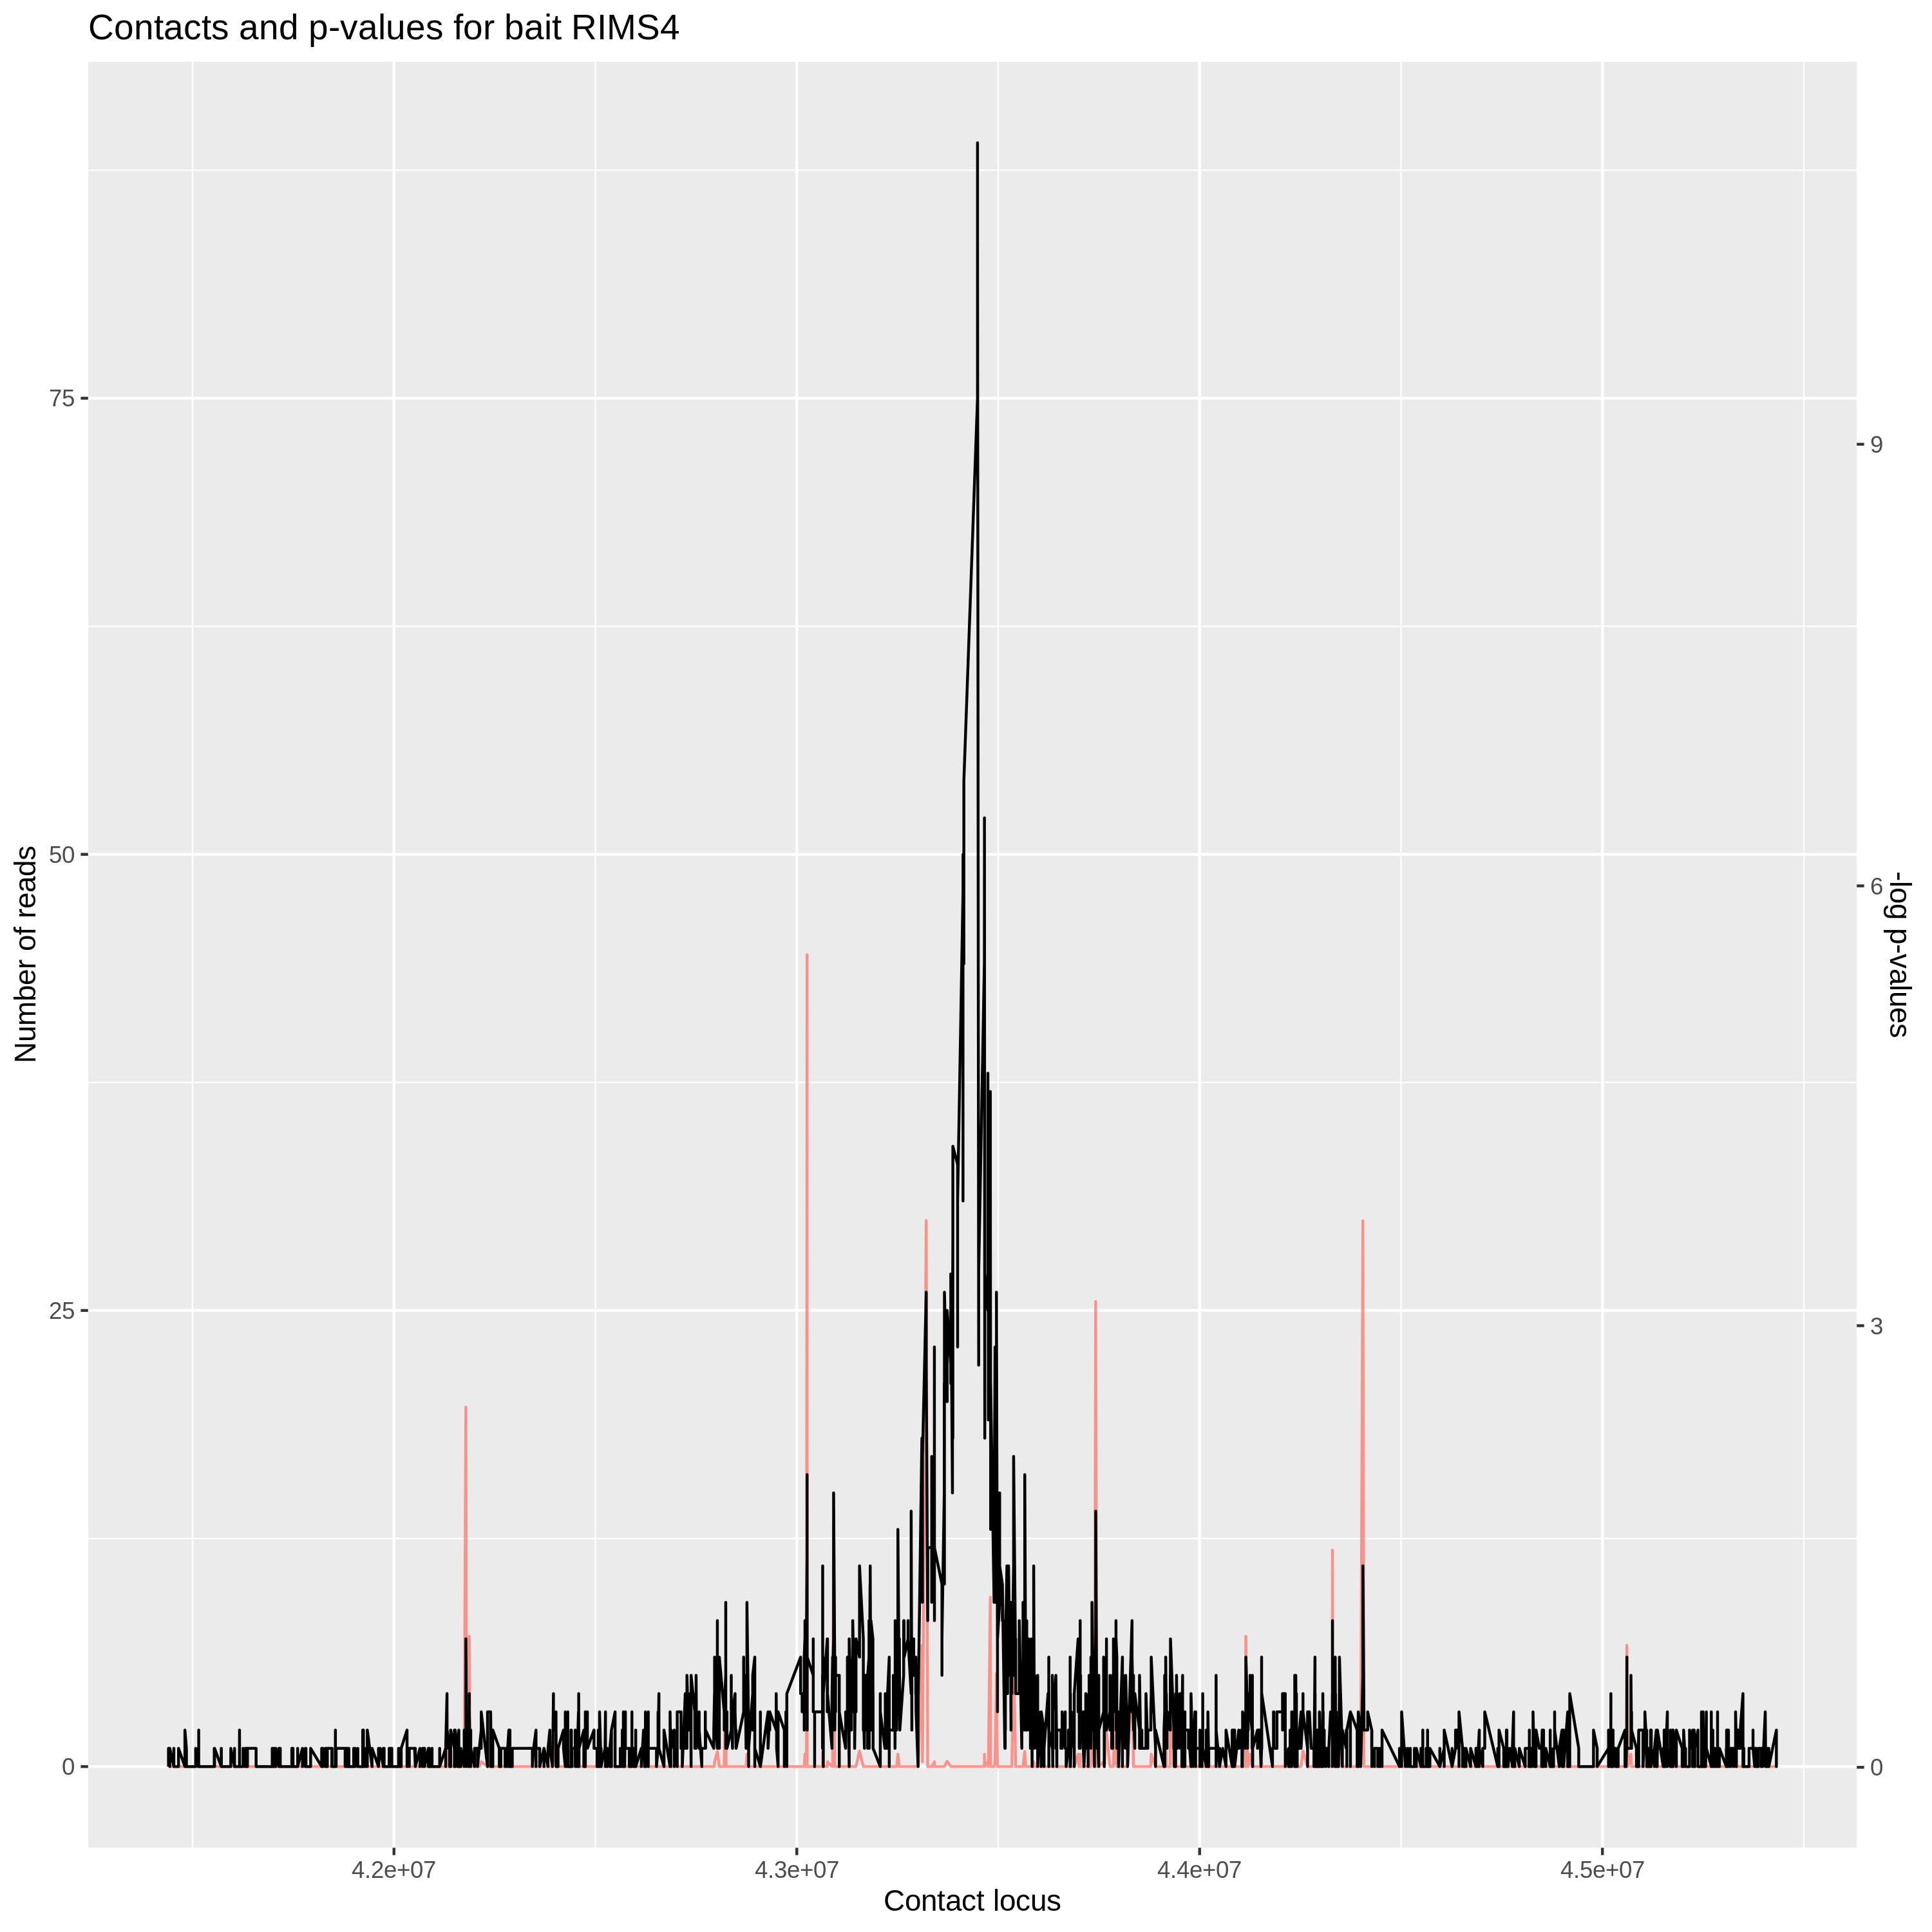 Contacts and p-values for bait RIMS4
Number of reads
75
50
25
0
9
6
3
0
-log p-values
4.2e+07
4.3e+07
4.4e+07
4.5e+07
Contact locus